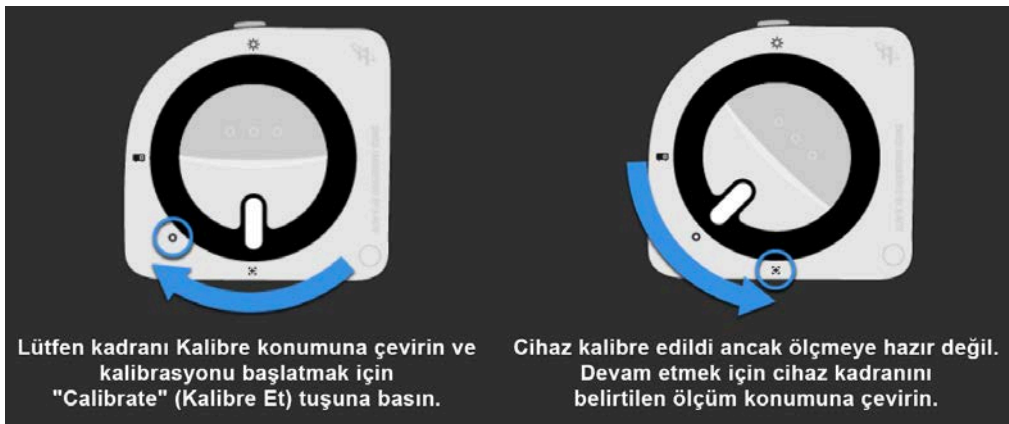 Lütfen kadranı Kalibre konumuna çevirin ve
kalibrasyonu başlatmak için
"Calibrate" (Kalibre Et) tuşuna basın.
Cihaz kalibre edildi ancak ölçmeye hazır değil.
Devam etmek için cihaz kadranını
belirtilen ölçüm konumuna çevirin.